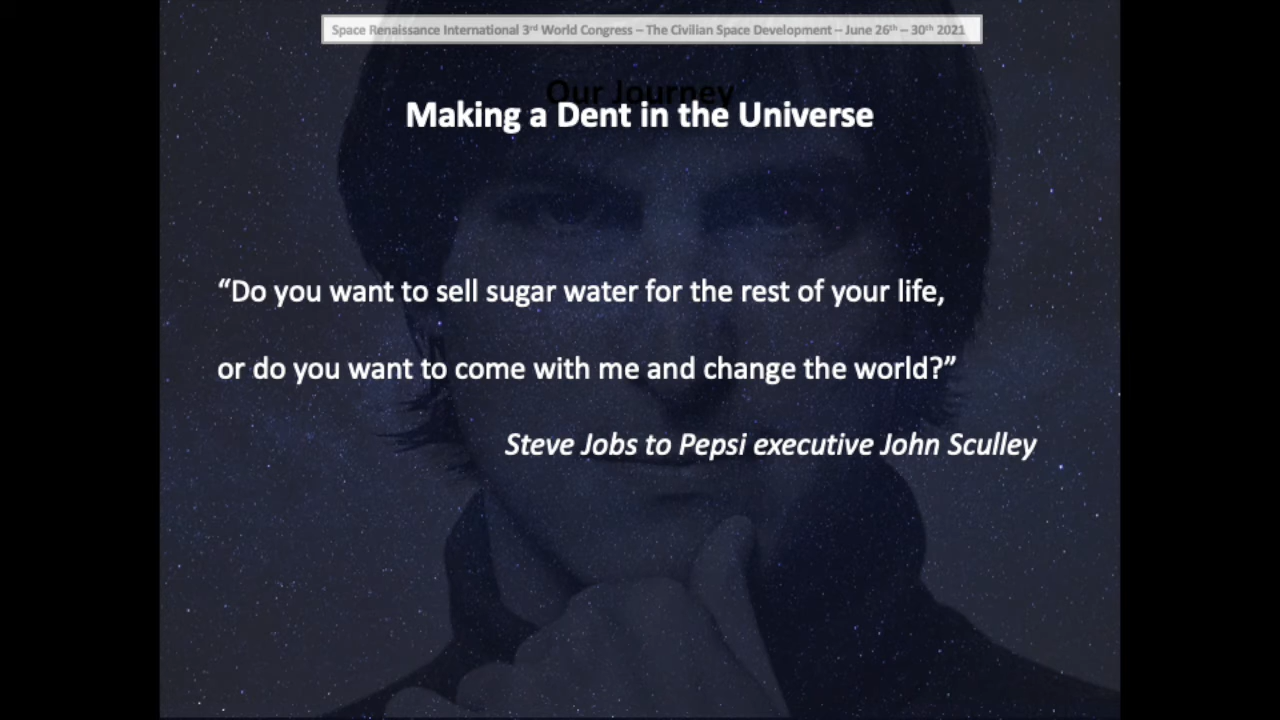 Space Renaissance International 3rd World Congress – The Civilian Space Development – June 26th – 30th 2021
Our Journey
Making a Dent in the Universe
“Do you want to sell sugar water for the rest of your life,
or do you want to come with me and change the world?”
Steve Jobs to Pepsi executive John Sculley